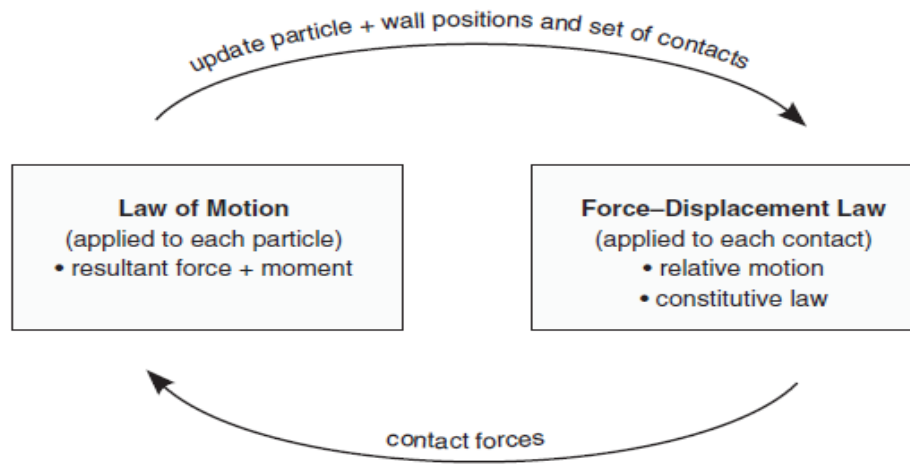 update particle + wall positions and set of contacts
Law of Motion
(applied to each particle)
• resultant force + moment
Force–Displacement Law
(applied to each contact)
• relative motion
• constitutive law
contact forces